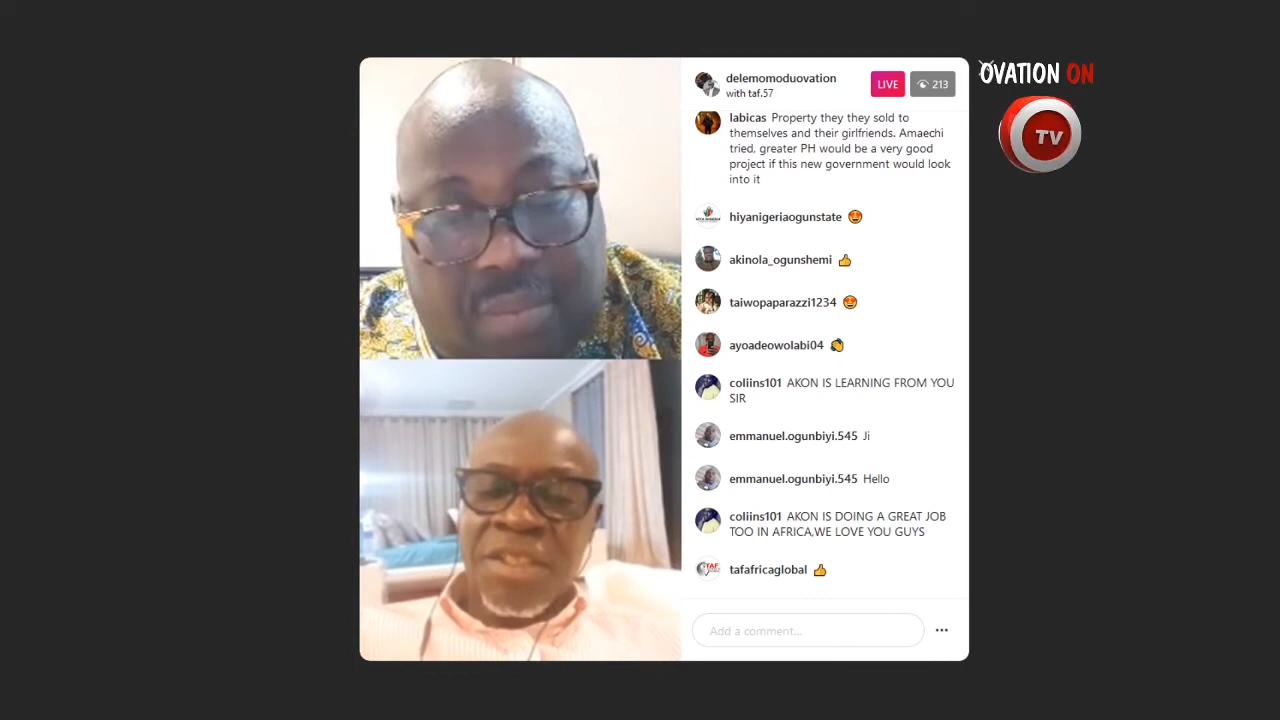 OVATION ON
TV
delemomoduovation
with taf.57
LIVE
213
labicas Property they they sold to
themselves and their girlfriends. Amaechi
tried, greater PH would be a very good
project if this new government would look
into it
hiyanigeriaogunstate 🤩
akinola_ogunshemi 👍
taiwopaparazzi1234 🤩
ayoadeowolabi04 👏
coliins101 AKON IS LEARNING FROM YOU
SIR
emmanuel.ogunbiyi.545 Ji
emmanuel.ogunbiyi.545 Hello
coliins101 AKON IS DOING A GREAT JOB
TOO IN AFRICA,WE LOVE YOU GUYS
TAF
tafafricaglobal 👍
Add a comment...